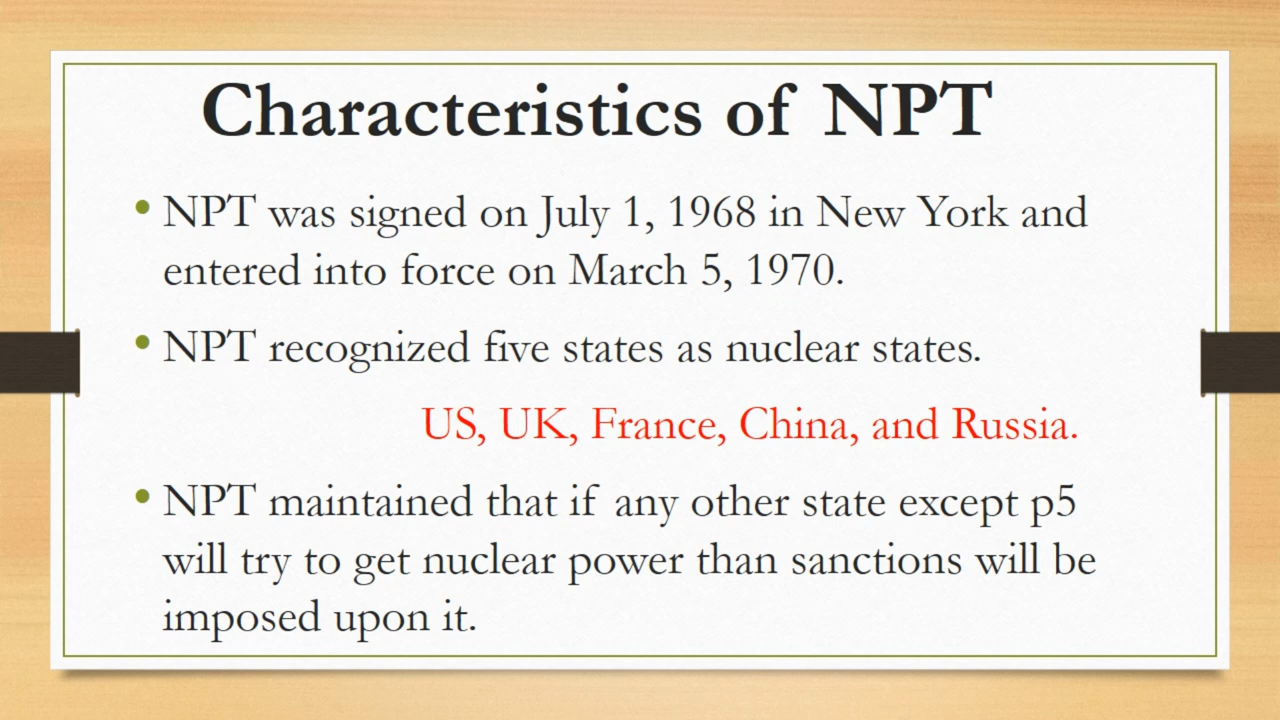 Characteristics of NPT
• NPT was signed on July 1, 1968 in New York and
entered into force on March 5, 1970.
• NPT recognized five states as nuclear states.
US, UK, France, China, and Russia.
• NPT maintained that if any other state except p5
will try to get nuclear power than sanctions will be
imposed upon it.